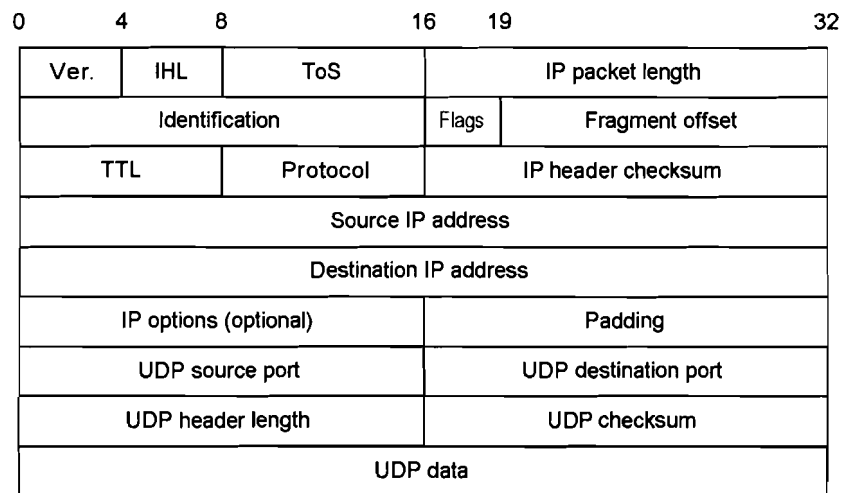 0 4 8 16 19 32
Ver. IHL ToS IP packet length
Identification Flags Fragment offset
TTL Protocol IP header checksum
Source IP address
Destination IP address
IP options (optional) Padding
UDP source port UDP destination port
UDP header length UDP checksum
UDP data